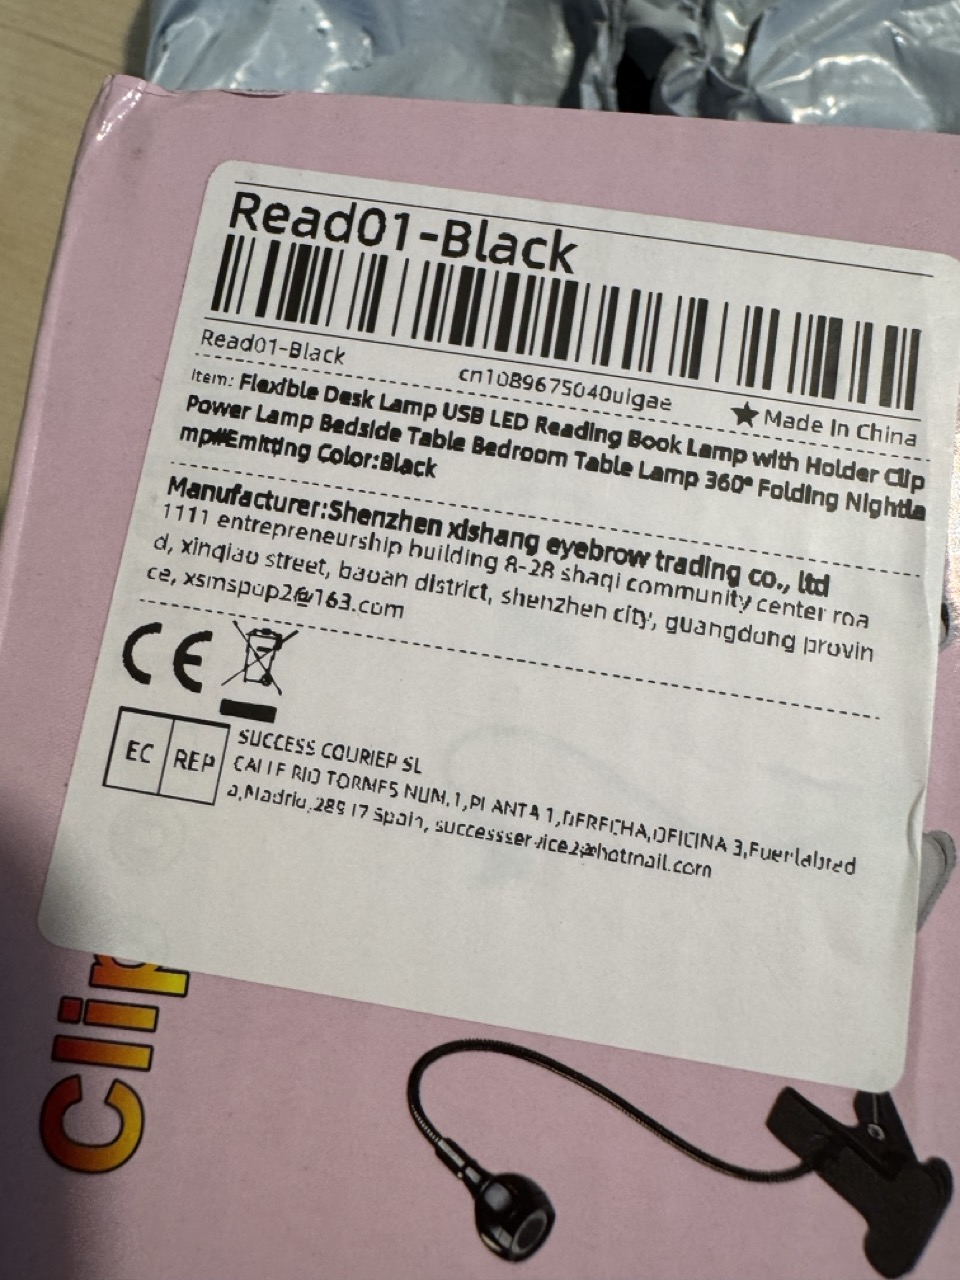 Read01-Black
Read01-Black
cn1089675040uigae
★ Made In China
Item: Flexible Desk Lamp USB LED Reading Book Lamp with Holder Clip
Power Lamp Bedside Table Bedroom Table Lamp 360° Folding Nightla
mp#Emitting Color:Black
Manufacturer:Shenzhen xishang eyebrow trading co., ltd
1111 entrepreneurship building 8-28 shaqi community center roa
d, xinqiao street, baoan district, shenzhen city, guangdong provin
ce, xsmspop2@163.com
CE
EC REP
SUCCESS COURIEP SL
CALLE RIO TORMES NUM.1,PLANTA 1,DERECHA,OFICINA 3,Fuenlabrad
a,Madrid, Spain, successservice2@hotmail.com
Clip